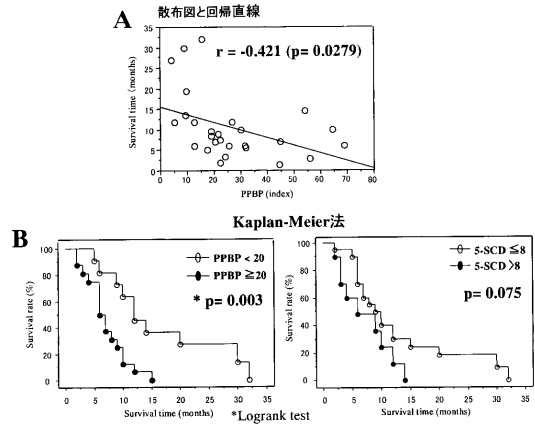 散布図と回帰直線
A
r = -0.421 (p= 0.0279)
Survival time (months)
35
30
25
20
15
10
5
0
0 10 20 30 40 50 60 70 80
PPBP (index)
Kaplan-Meier法
B
PPBP < 20
PPBP ≧ 20
* p= 0.003
Survival rate (%)
100
80
60
40
20
0
0 5 10 15 20 25 30 35
Survival time (months)
5-SCD ≦8
5-SCD >8
p= 0.075
Survival rate (%)
100
80
60
40
20
0
0 5 10 15 20 25 30 35
Survival time (months)
*Logrank test